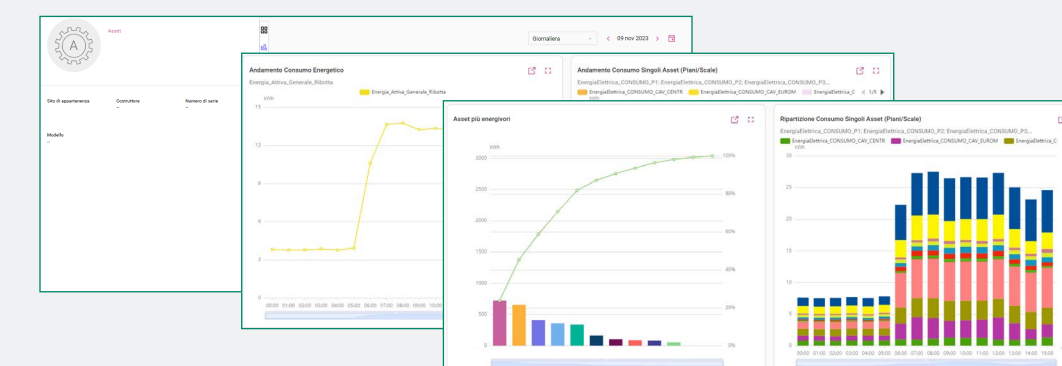 A
Asset
Giornaliera
09 nov 2023
Sito di appartenenza
Costruttore
Numero di serie
--
--
Modello
--
Andamento Consumo Energetico
Energia_Attiva_Generale_Ribotta
Energia_Attiva_Generale_Ribotta
kWh
15
12
9
6
3
0
00:00 01:00 02:00 03:00 04:00 05:00 06:00 07:00 08:00 09:00 10:00
Andamento Consumo Singoli Asset (Piani/Scale)
EnergiaElettrica_CONSUMO_P1; EnergiaElettrica_CONSUMO_P2; EnergiaElettrica_CONSUMO_P3...
EnergiaElettrica_CONSUMO_CAV_CENTR
EnergiaElettrica_CONSUMO_CAV_EUROM
EnergiaElettrica_C
1/5
kWh
Asset più energivori
kWh
3000
2500
2000
1500
1000
500
0
100%
80%
60%
40%
20%
0%
Ripartizione Consumo Singoli Asset (Piani/Scale)
EnergiaElettrica_CONSUMO_P1; EnergiaElettrica_CONSUMO_P2; EnergiaElettrica_CONSUMO_P3...
EnergiaElettrica_CONSUMO_CAV_CENTR
EnergiaElettrica_CONSUMO_CAV_EUROM
EnergiaElettrica_C
kWh
30
25
20
15
10
5
0
00:00 01:00 02:00 03:00 04:00 05:00 06:00 07:00 08:00 09:00 10:00 11:00 12:00 13:00 14:00 15:00